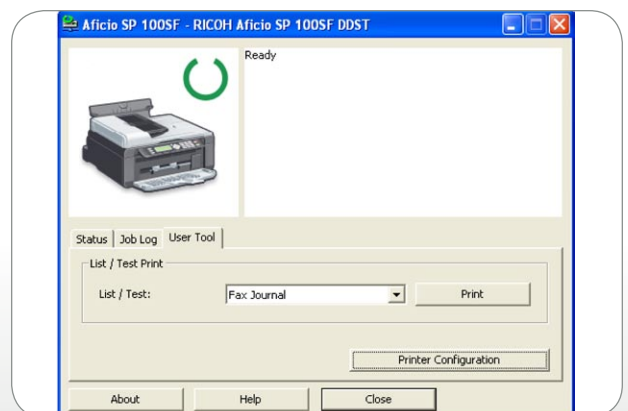 Aficio SP 100SF - RICOH Aficio SP 100SF DDST
Ready
Status Job Log User Tool
List / Test Print
List / Test: Fax Journal Print
Printer Configuration
About Help Close